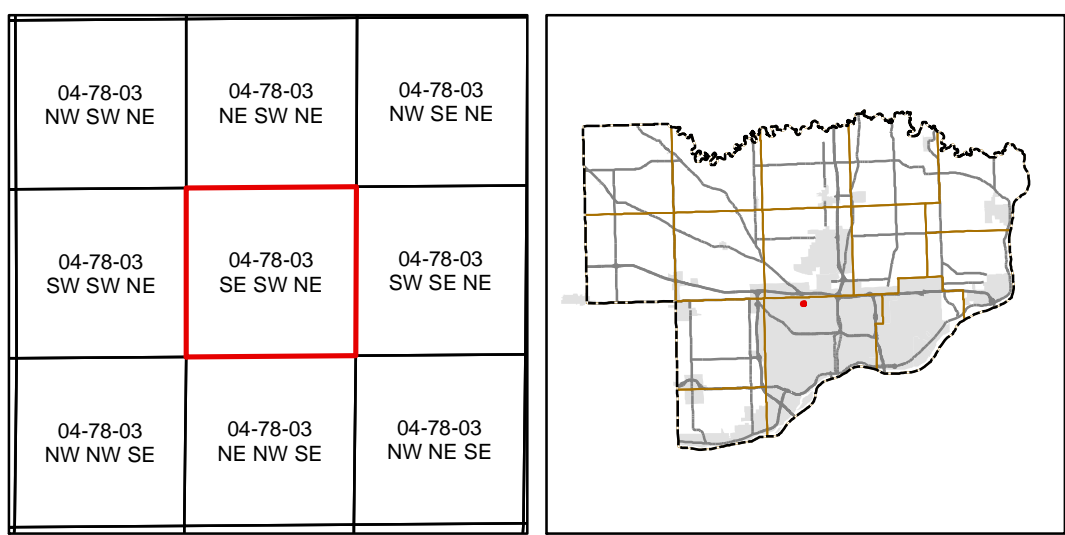 04-78-03
NW SW NE
04-78-03
NE SW NE
04-78-03
NW SE NE
04-78-03
SW SW NE
04-78-03
SE SW NE
04-78-03
SW SE NE
04-78-03
NW NW SE
04-78-03
NE NW SE
04-78-03
NW NE SE